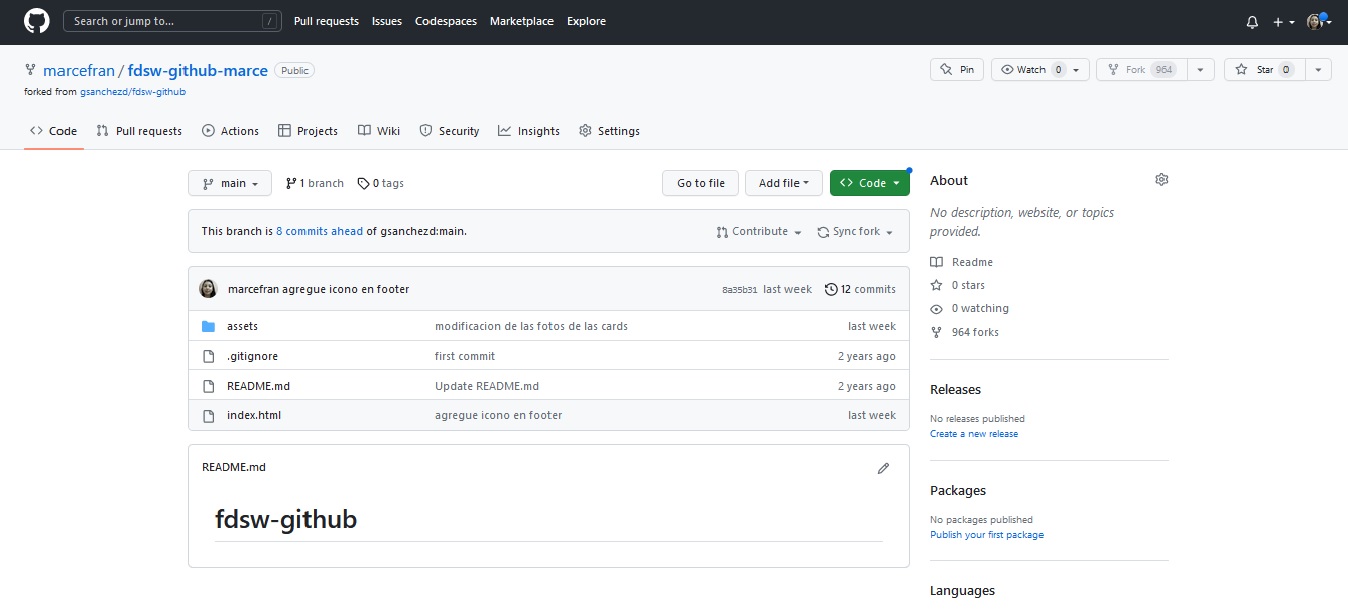 Search or jump to... /
Pull requests Issues Codespaces Marketplace Explore
marcefran / fdsw-github-marce Public
forked from gsanchezd/fdsw-github
Pin Watch 0 Fork 964 Star 0
Code Pull requests Actions Projects Wiki Security Insights Settings
main 1 branch 0 tags Go to file Add file Code
This branch is 8 commits ahead of gsanchezd:main. Contribute Sync fork
marcefran agregue icono en footer 8a35b31 last week 12 commits
assets modificacion de las fotos de las cards last week
.gitignore first commit 2 years ago
README.md Update README.md 2 years ago
index.html agregue icono en footer last week
README.md
fdsw-github
About
No description, website, or topics
provided.
Readme
0 stars
0 watching
964 forks
Releases
No releases published
Create a new release
Packages
No packages published
Publish your first package
Languages